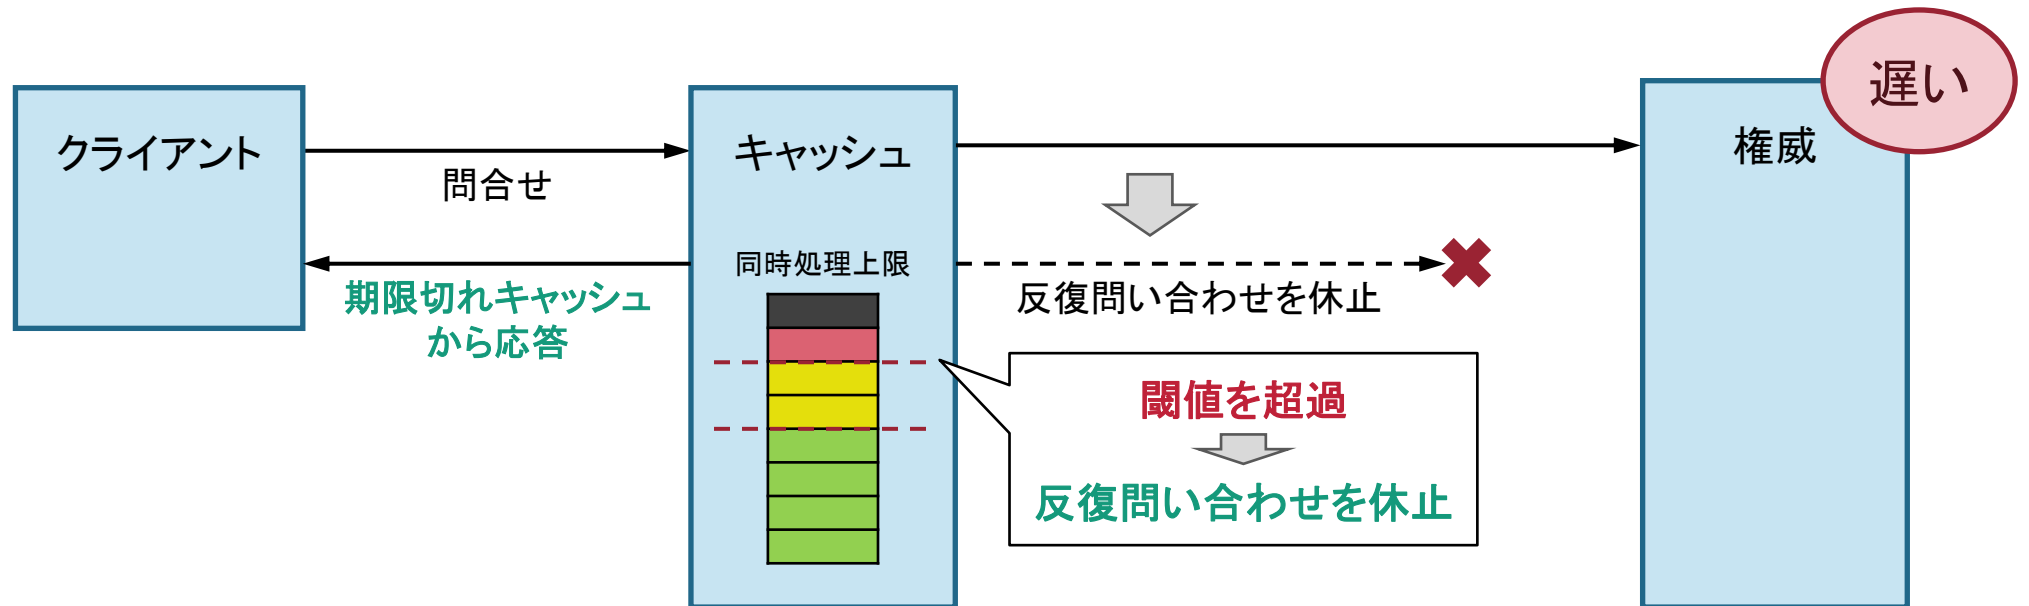 遅い
クライアント
キャッシュ
権威
問合せ
同時処理上限
期限切れキャッシュ
から応答
反復問い合わせを休止
閾値を超過
反復問い合わせを休止